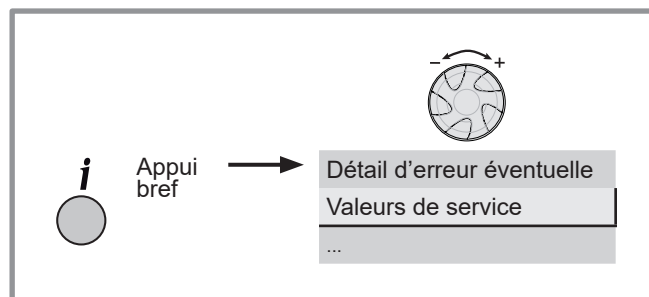 - +
i
Appui
bref
Détail d'erreur éventuelle
Valeurs de service
...